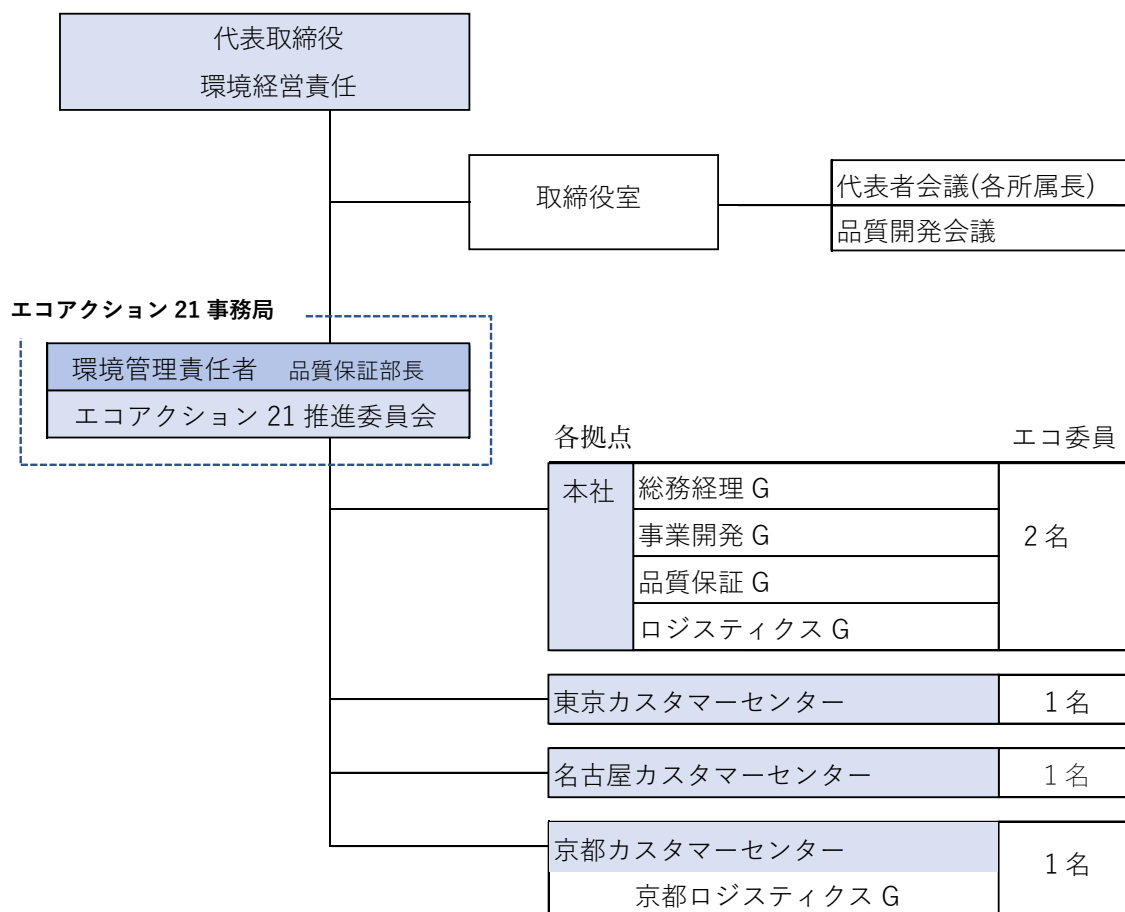 代表取締役
環境経営責任
取締役室
代表者会議(各所属長)
品質開発会議
エコアクション 21 事務局
環境管理責任者 品質保証部長
エコアクション 21 推進委員会
各拠点 エコ委員
本社 総務経理 G
事業開発 G 2 名
品質保証 G
ロジスティクス G
東京カスタマーセンター 1 名
名古屋カスタマーセンター 1 名
京都カスタマーセンター 1 名
京都ロジスティクス G